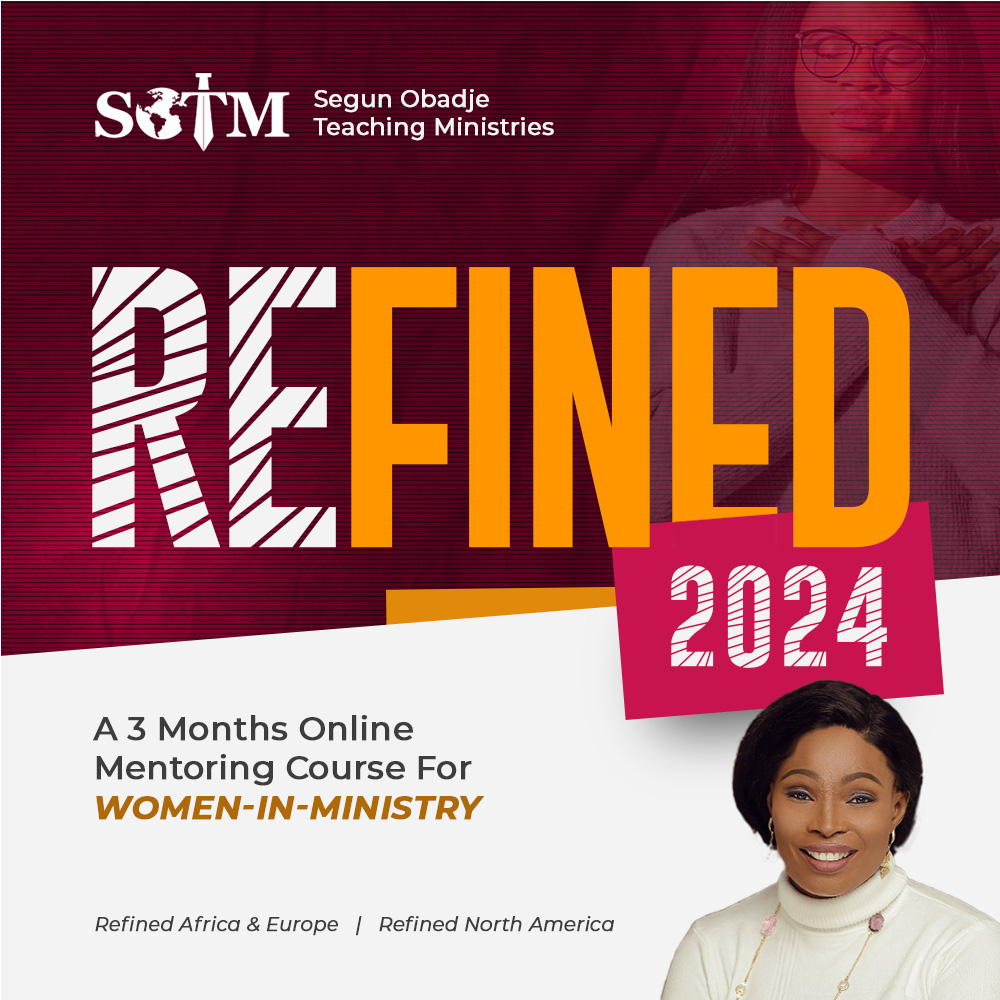 SOTM
Segun Obadje
Teaching Ministries
REFINED
2024
A 3 Months Online
Mentoring Course For
WOMEN-IN-MINISTRY
Refined Africa & Europe | Refined North America